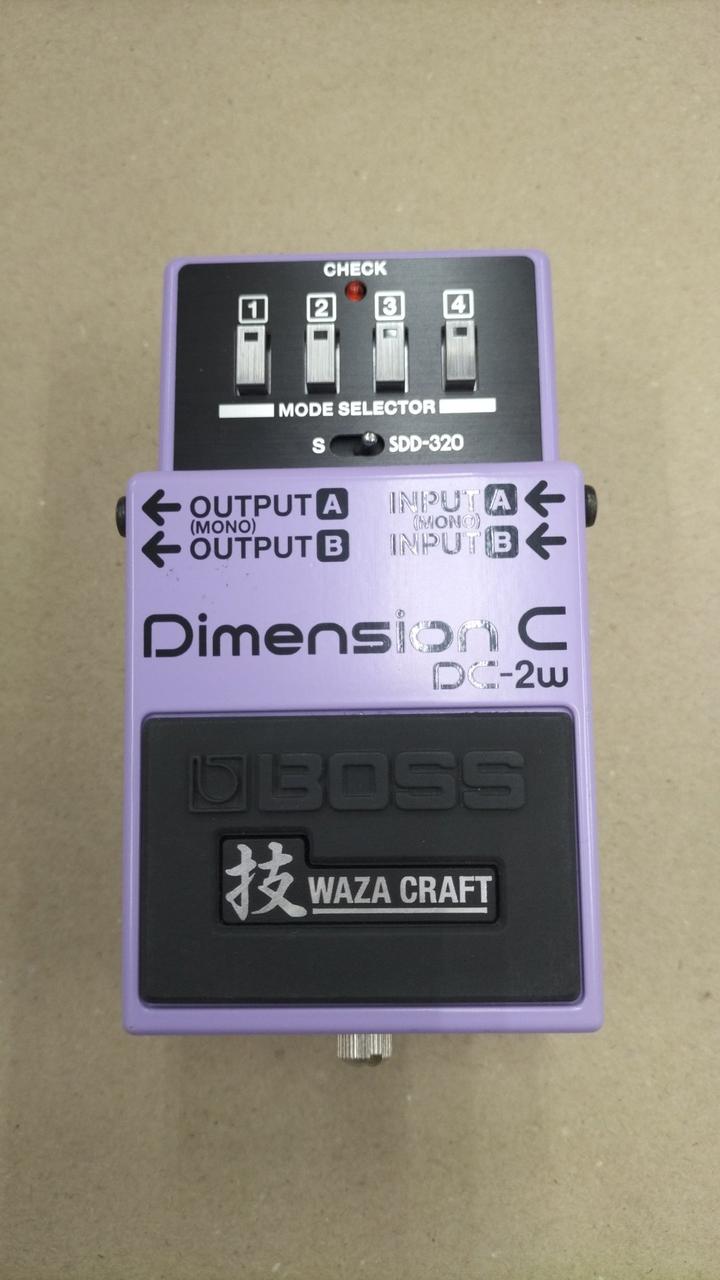 CHECK
1 2 3 4
MODE SELECTOR
S SDD-320
OUTPUT A INPUT A
(MONO) (MONO)
OUTPUT B INPUT B
Dimension C
DC-2w
BOSS
技 WAZA CRAFT